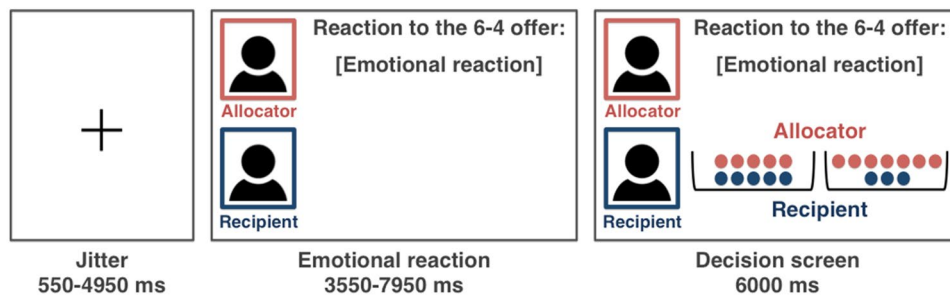 Reaction to the 6-4 offer:
[Emotional reaction]
Allocator
Recipient
Reaction to the 6-4 offer:
[Emotional reaction]
Allocator
Allocator
Recipient
Recipient
Jitter
550-4950 ms
Emotional reaction
3550-7950 ms
Decision screen
6000 ms